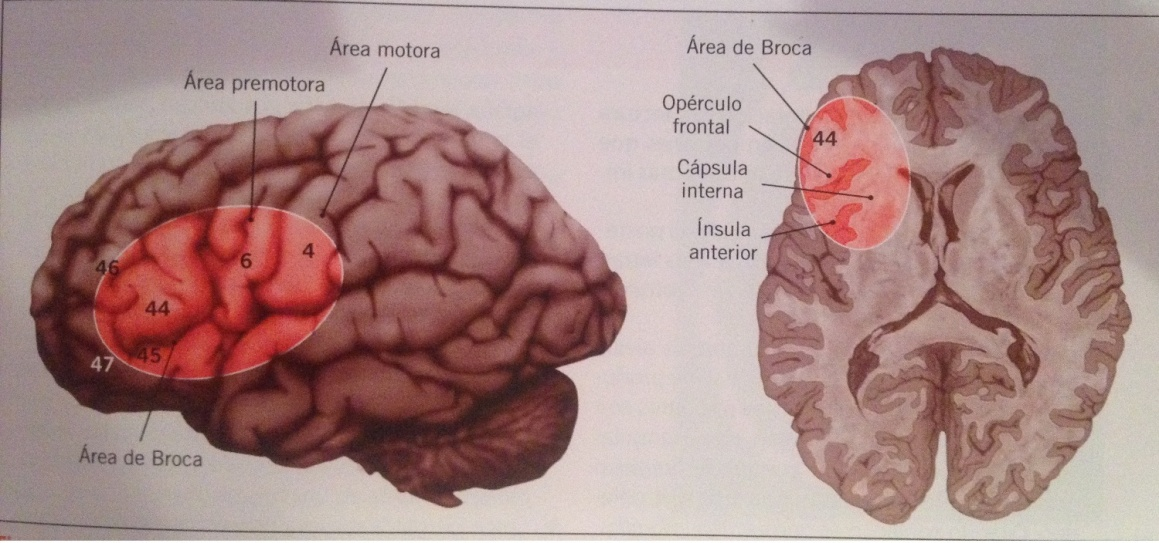 Área motora
Área premotora
46
6
4
44
45
47
Área de Broca
Área de Broca
Opérculo
frontal
44
Cápsula
interna
Ínsula
anterior